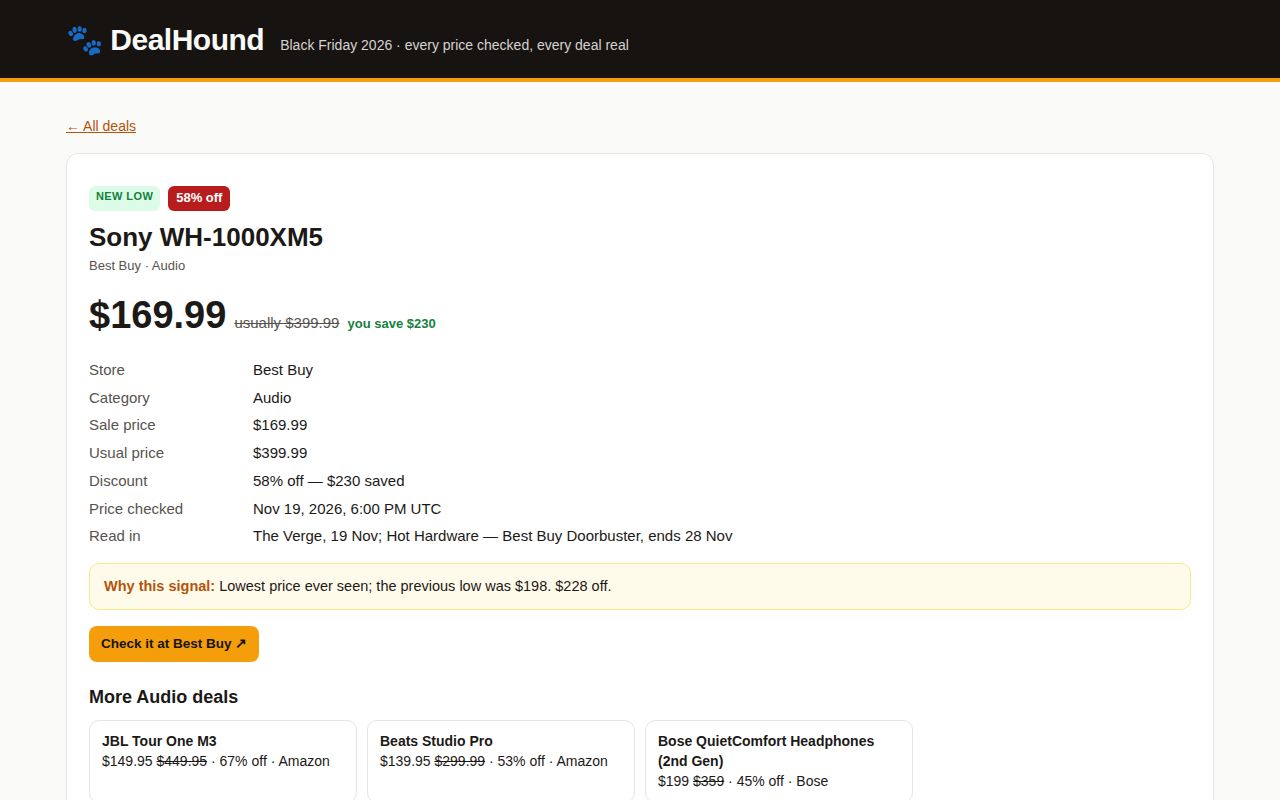 DealHound Black Friday 2026 · every price checked, every deal real
← All deals
NEW LOW 58% off
Sony WH-1000XM5
Best Buy · Audio
$169.99 usually $399.99 you save $230
Store Best Buy
Category Audio
Sale price $169.99
Usual price $399.99
Discount 58% off — $230 saved
Price checked Nov 19, 2026, 6:00 PM UTC
Read in The Verge, 19 Nov; Hot Hardware — Best Buy Doorbuster, ends 28 Nov
Why this signal: Lowest price ever seen; the previous low was $198. $228 off.
Check it at Best Buy ↗
More Audio deals
JBL Tour One M3
$149.95 $449.95 · 67% off · Amazon
Beats Studio Pro
$139.95 $299.99 · 53% off · Amazon
Bose QuietComfort Headphones
(2nd Gen)
$199 $359 · 45% off · Bose